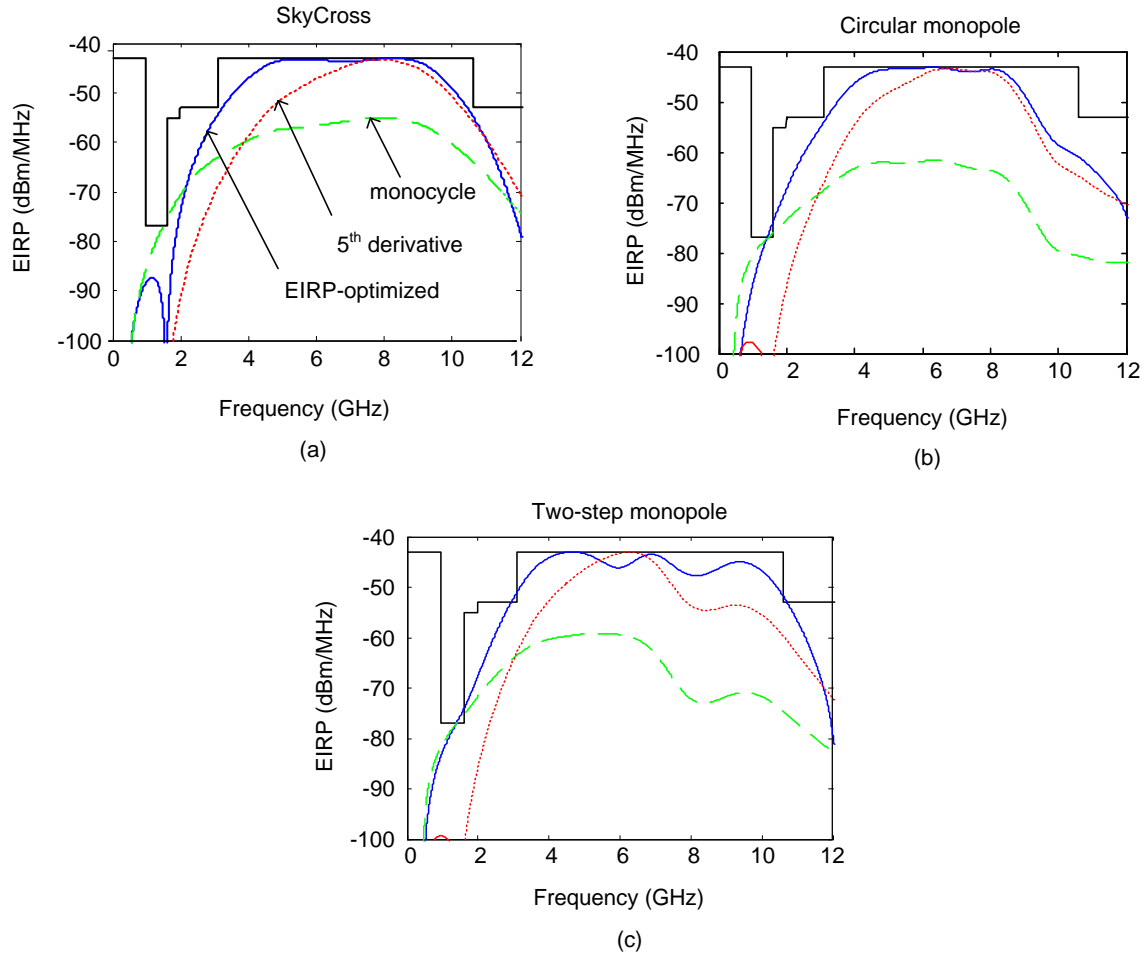 SkyCross
-40
-50
-60
-70
-80
-90
-100
EIRP (dBm/MHz)
monocycle
5th derivative
EIRP-optimized
0 2 4 6 8 10 12
Frequency (GHz)
(a)
Circular monopole
-40
-50
-60
-70
-80
-90
-100
EIRP (dBm/MHz)
0 2 4 6 8 10 12
Frequency (GHz)
(b)
Two-step monopole
-40
-50
-60
-70
-80
-90
-100
EIRP (dBm/MHz)
0 2 4 6 8 10 12
Frequency (GHz)
(c)